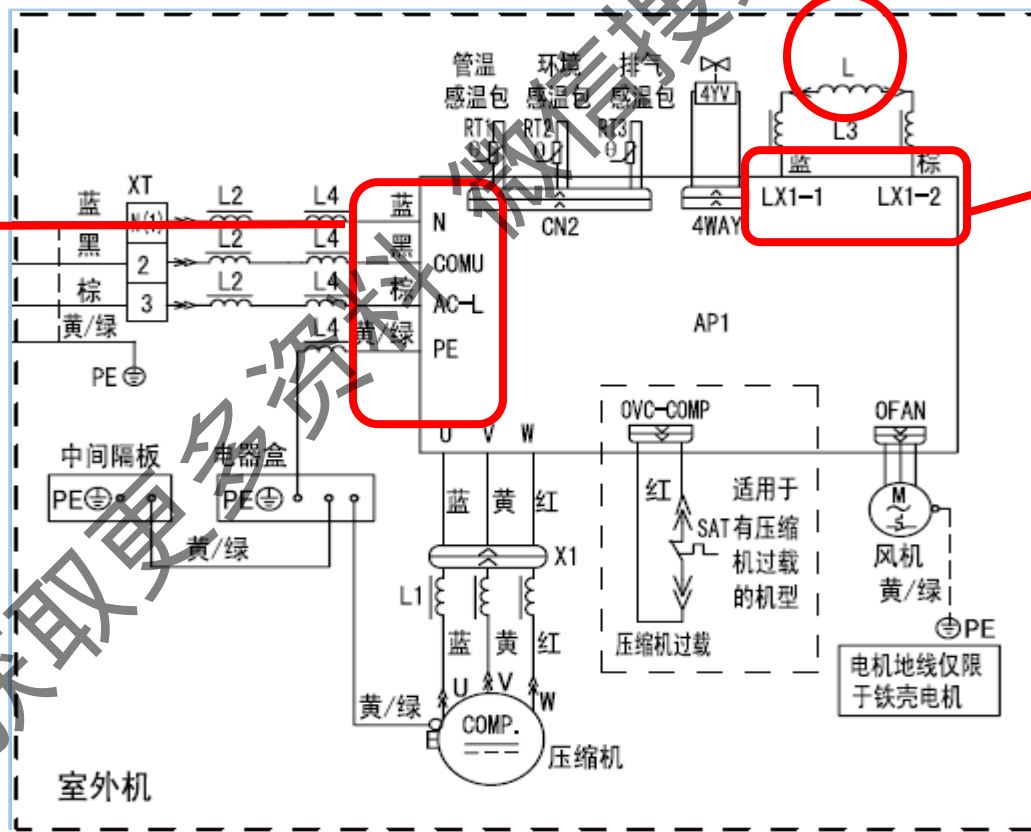 管温 环境 排气
感温包 感温包 感温包
RT1 RT2 RT3
θ θ θ
4YV
L
L3
蓝 棕
LX1-1 LX1-2
CN2
4WAY
XT
蓝 N(1) L2 L4 蓝 N
黑 2 L2 L4 黑 COMU
棕 3 L2 L4 棕 AC-L
黄/绿 L4 黄/绿 PE
PE
AP1
U V W
OVC-COMP
OFAN
中间隔板
PE
电器盒
PE
黄/绿
蓝 黄 红
X1
L1
蓝 黄 红
U V W
黄/绿
COMP.
压缩机
红
SAT
适用于
有压缩
机过载
的机型
压缩机过载
M
风机
黄/绿
PE
电机地线仅限
于铁壳电机
室外机
获取更多资料 微信搜